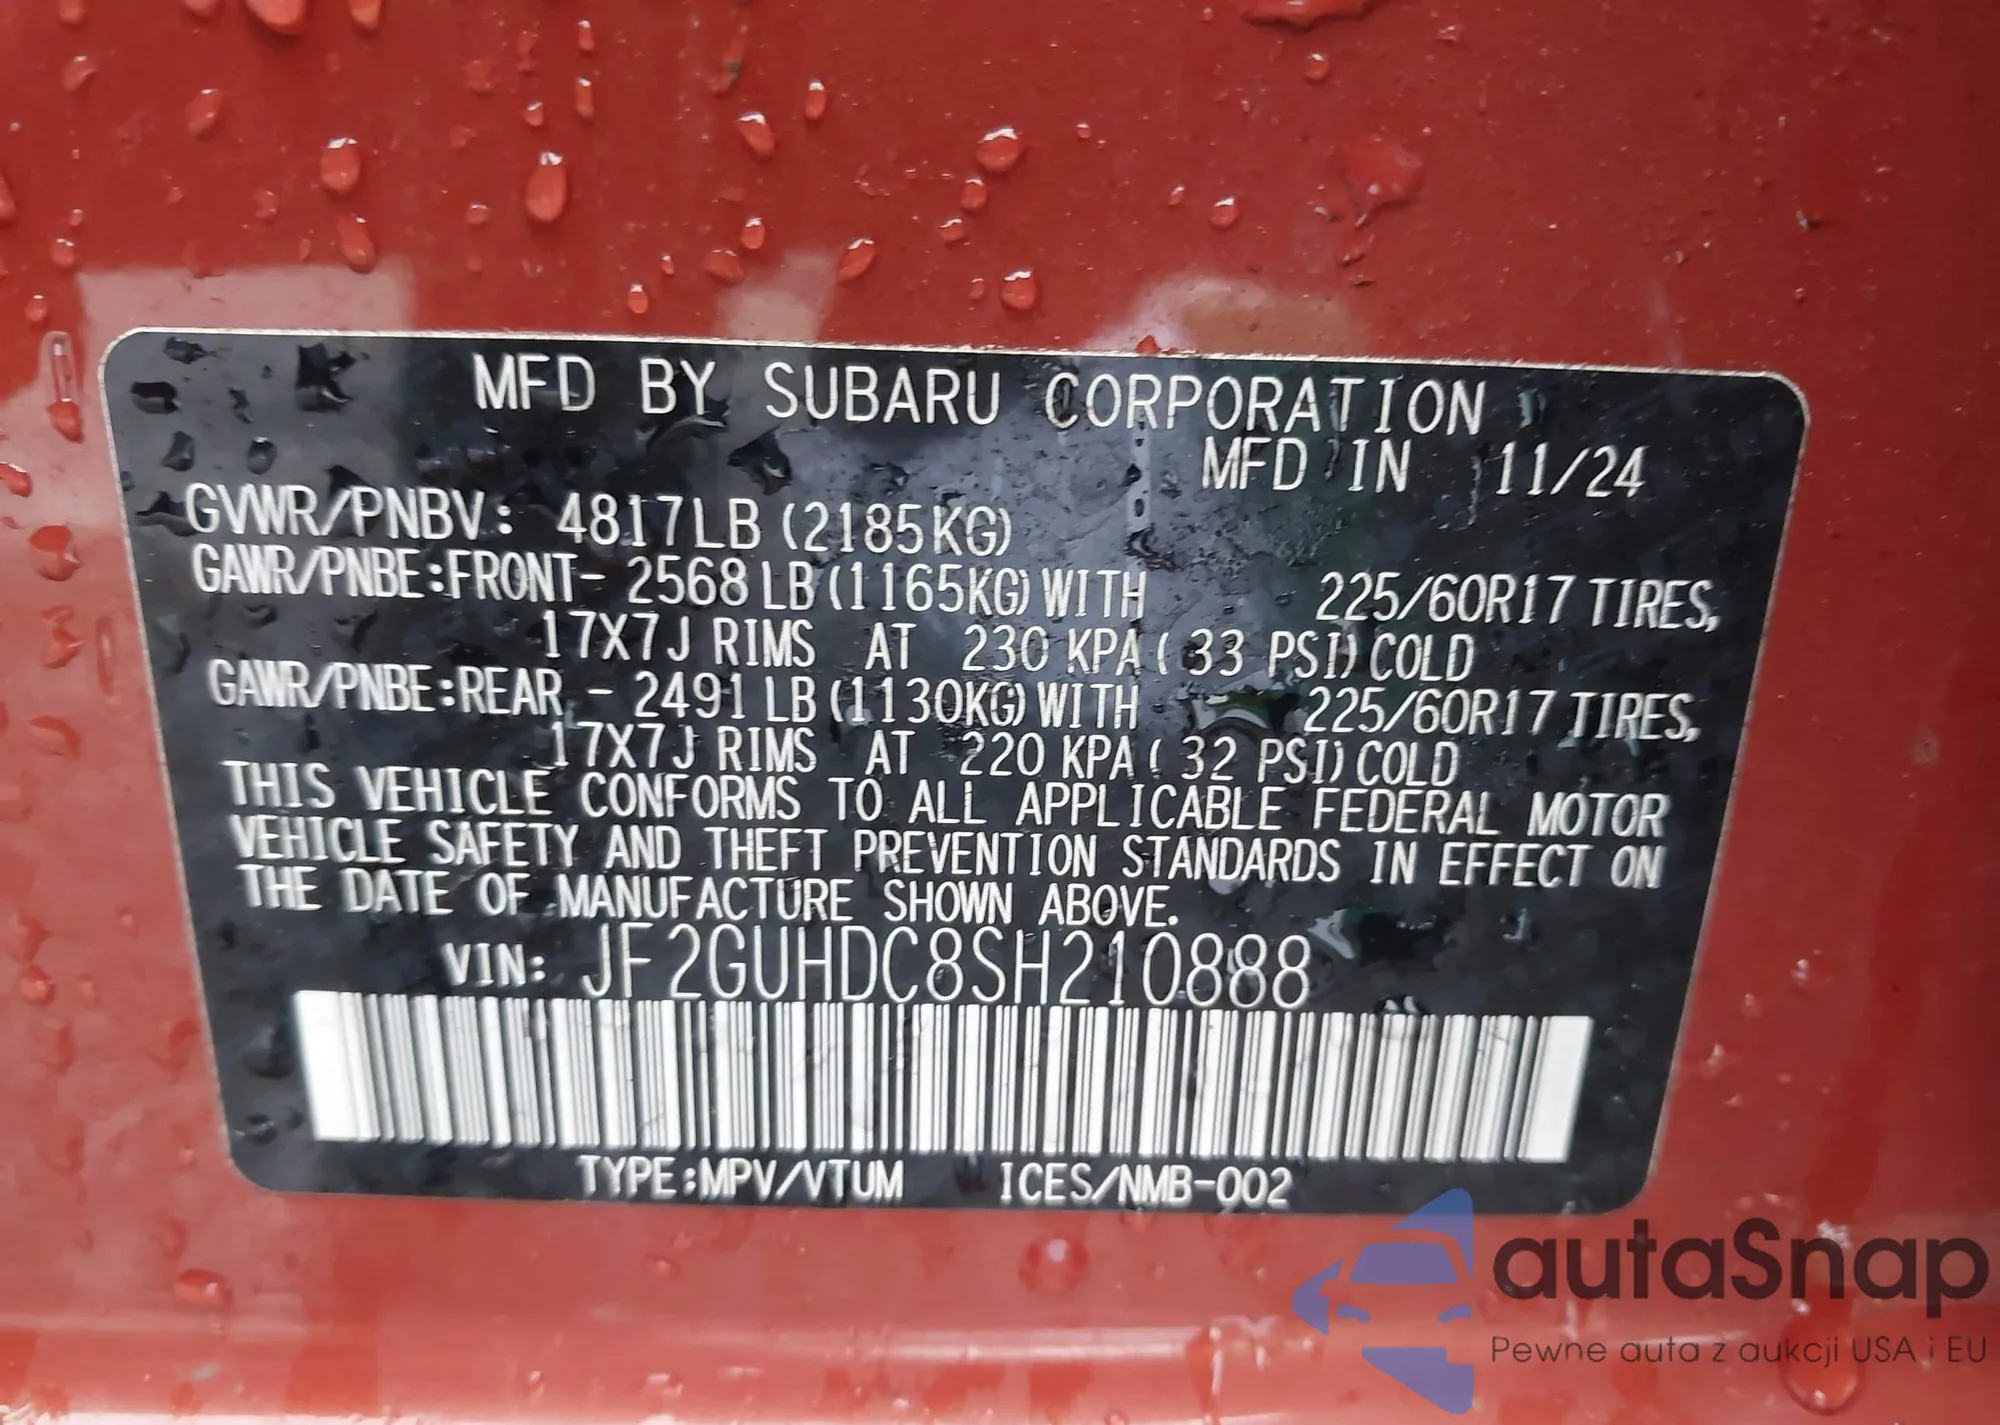 MFD BY SUBARU CORPORATION
MFD IN 11/24
GVWR/PNBV: 4817LB (2185KG)
GAWR/PNBE:FRONT- 2568 LB (1165KG) WITH 225/60R17 TIRES,
17X7J RIMS AT 230 KPA ( 33 PSI) COLD
GAWR/PNBE:REAR - 2491 LB (1130KG) WITH 225/60R17 TIRES,
17X7J RIMS AT 220 KPA ( 32 PSI) COLD
THIS VEHICLE CONFORMS TO ALL APPLICABLE FEDERAL MOTOR
VEHICLE SAFETY AND THEFT PREVENTION STANDARDS IN EFFECT ON
THE DATE OF MANUFACTURE SHOWN ABOVE.
VIN: JF2GUHDC8SH210888
TYPE:MPV/VTUM ICES/NMB-002
autaSnap
Pewne auta z aukcji USA i EU